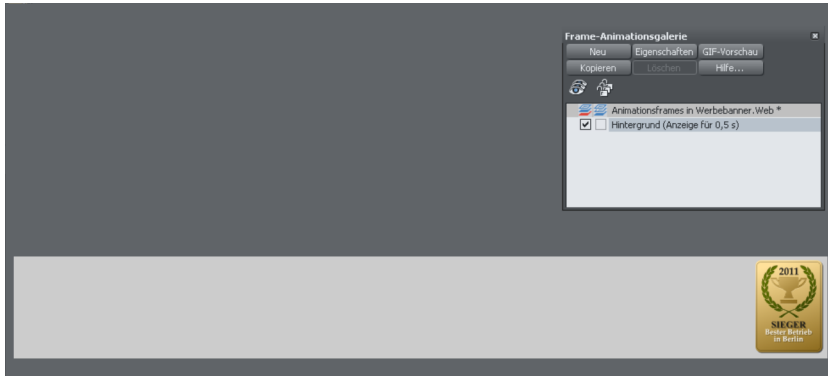 Frame-Animationsgalerie
Neu Eigenschaften GIF-Vorschau
Kopieren Löschen Hilfe...
Animationsframes in Werbebanner.Web *
Hintergrund (Anzeige für 0,5 s)
2011
SIEGER
Bester Betrieb
in Berlin